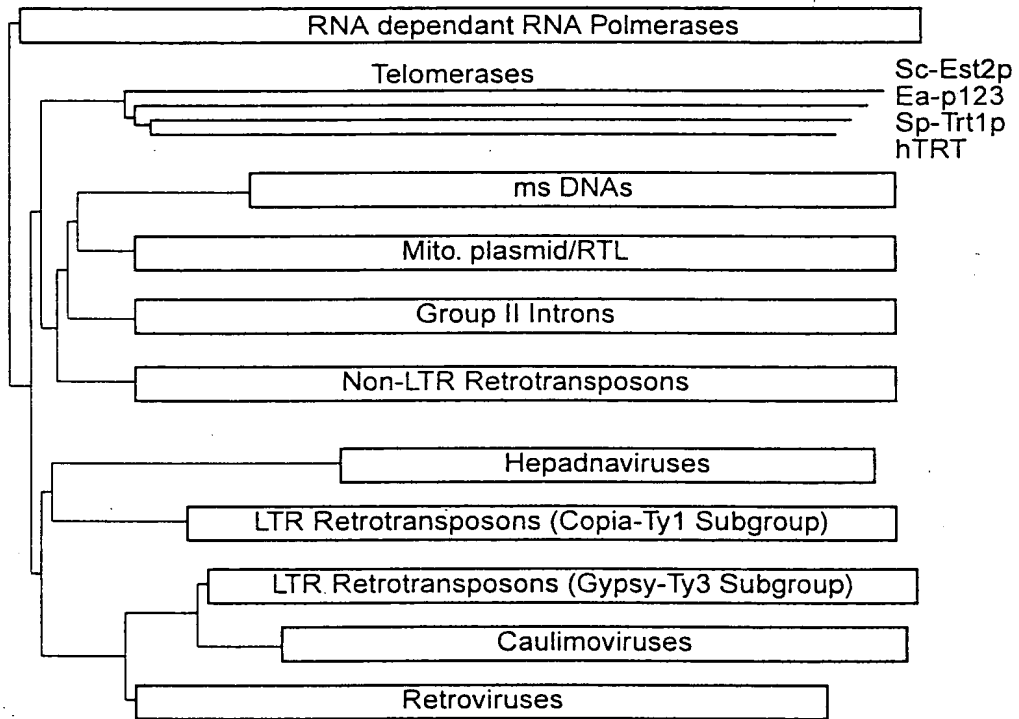 RNA dependant RNA Polmerases
Telomerases
Sc-Est2p
Ea-p123
Sp-Trt1p
hTRT
ms DNAs
Mito. plasmid/RTL
Group II Introns
Non-LTR Retrotransposons
Hepadnaviruses
LTR Retrotransposons (Copia-Ty1 Subgroup)
LTR Retrotransposons (Gypsy-Ty3 Subgroup)
Caulimoviruses
Retroviruses